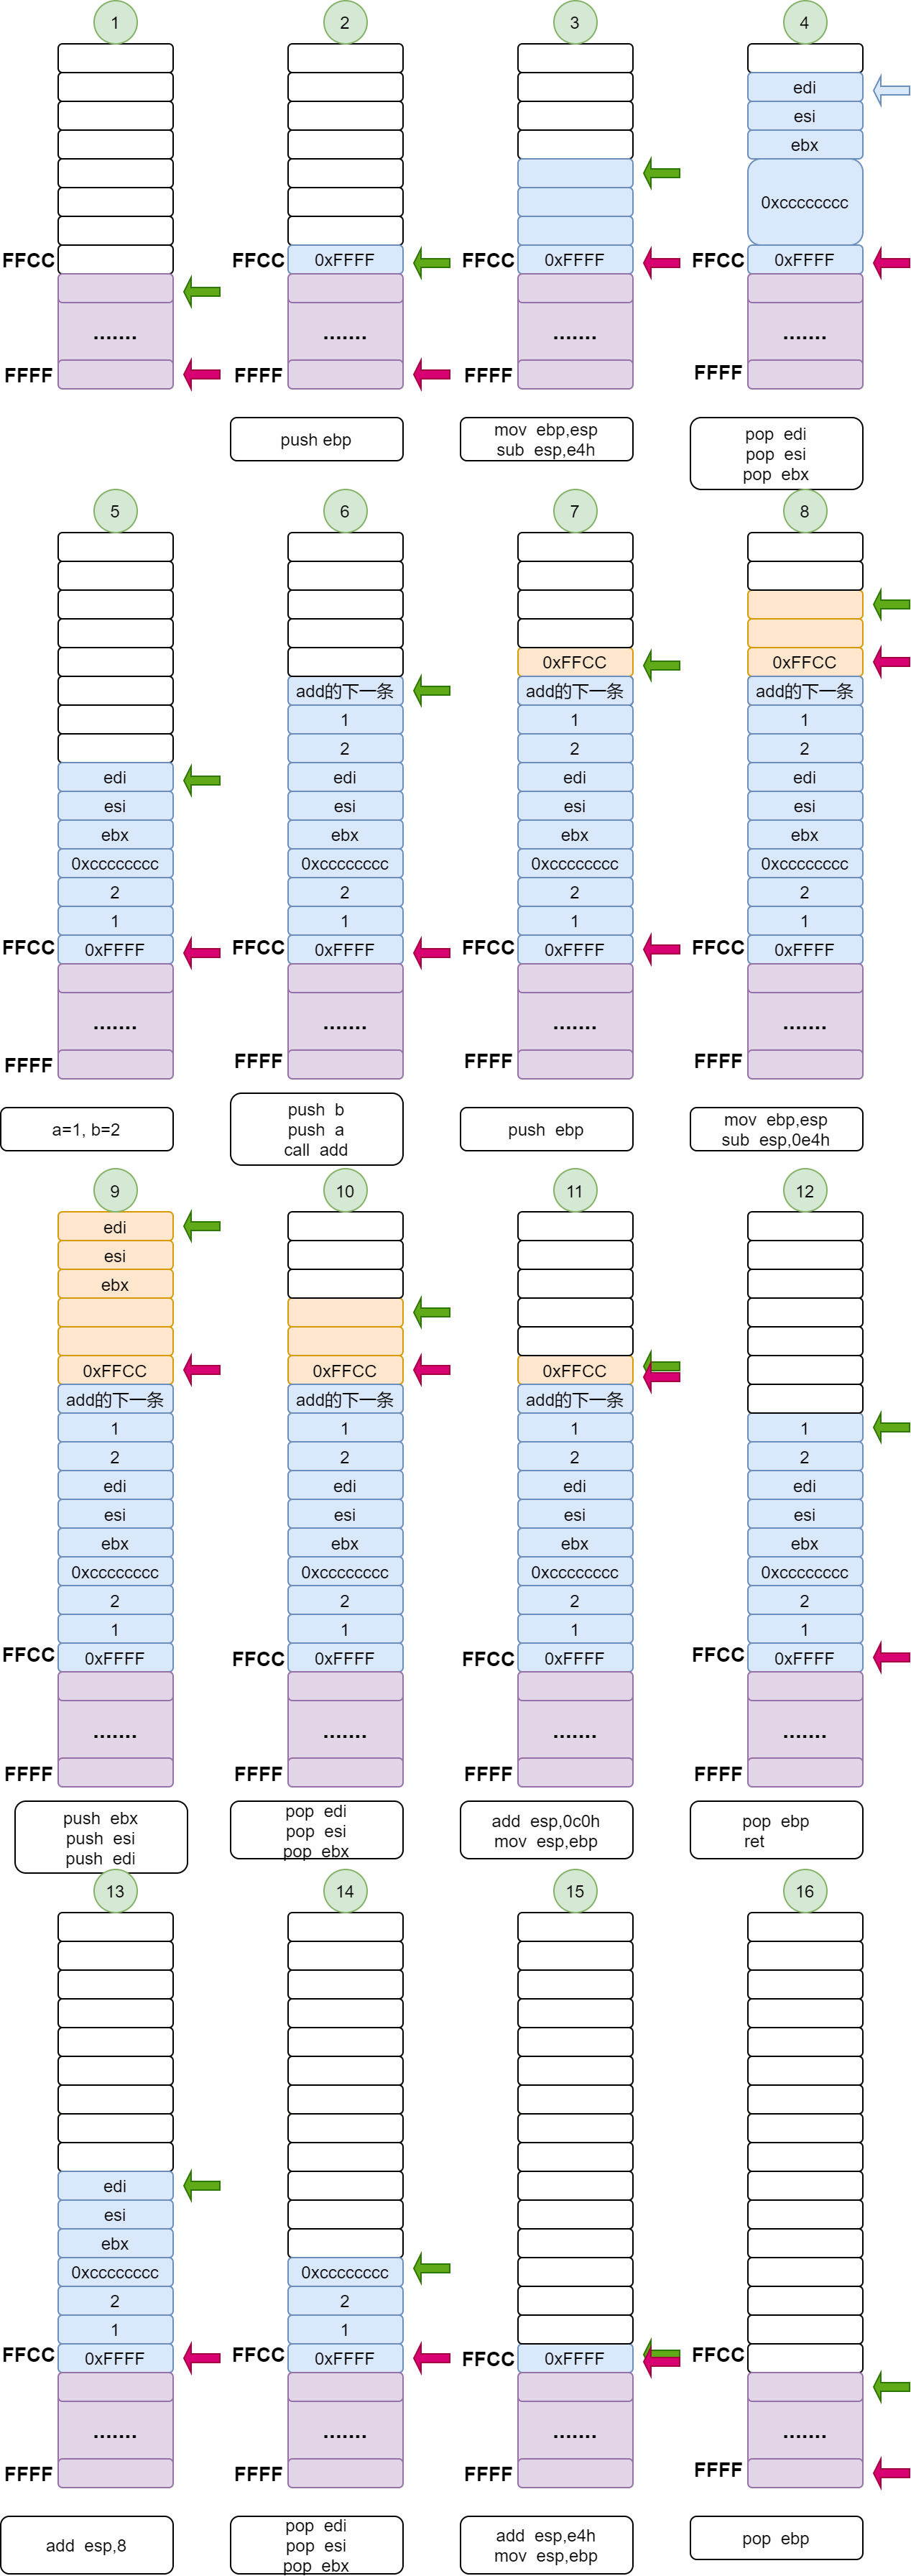 1
FFCC
.......
FFFF
2
FFCC
0xFFFF
.......
FFFF
push ebp
3
FFCC
0xFFFF
.......
FFFF
mov ebp,esp
sub esp,e4h
4
edi
esi
ebx
0xcccccccc
FFCC
0xFFFF
.......
FFFF
pop edi
pop esi
pop ebx
5
edi
esi
ebx
0xcccccccc
2
1
FFCC
0xFFFF
.......
FFFF
a=1, b=2
6
add的下一条
1
2
edi
esi
ebx
0xcccccccc
2
1
FFCC
0xFFFF
.......
FFFF
push b
push a
call add
7
0xFFCC
add的下一条
1
2
edi
esi
ebx
0xcccccccc
2
1
FFCC
0xFFFF
.......
FFFF
push ebp
8
0xFFCC
add的下一条
1
2
edi
esi
ebx
0xcccccccc
2
1
FFCC
0xFFFF
.......
FFFF
mov ebp,esp
sub esp,0e4h
9
edi
esi
ebx
0xFFCC
add的下一条
1
2
edi
esi
ebx
0xcccccccc
2
1
FFCC
0xFFFF
.......
FFFF
push ebx
push esi
push edi
10
0xFFCC
add的下一条
1
2
edi
esi
ebx
0xcccccccc
2
1
FFCC
0xFFFF
.......
FFFF
pop edi
pop esi
pop ebx
11
0xFFCC
add的下一条
1
2
edi
esi
ebx
0xcccccccc
2
1
FFCC
0xFFFF
.......
FFFF
add esp,0c0h
mov esp,ebp
12
1
2
edi
esi
ebx
0xcccccccc
2
1
FFCC
0xFFFF
.......
FFFF
pop ebp
ret
13
edi
esi
ebx
0xcccccccc
2
1
FFCC
0xFFFF
.......
FFFF
add esp,8
14
0xcccccccc
2
1
FFCC
0xFFFF
.......
FFFF
pop edi
pop esi
pop ebx
15
FFCC
0xFFFF
.......
FFFF
add esp,e4h
mov esp,ebp
16
FFCC
.......
FFFF
pop ebp